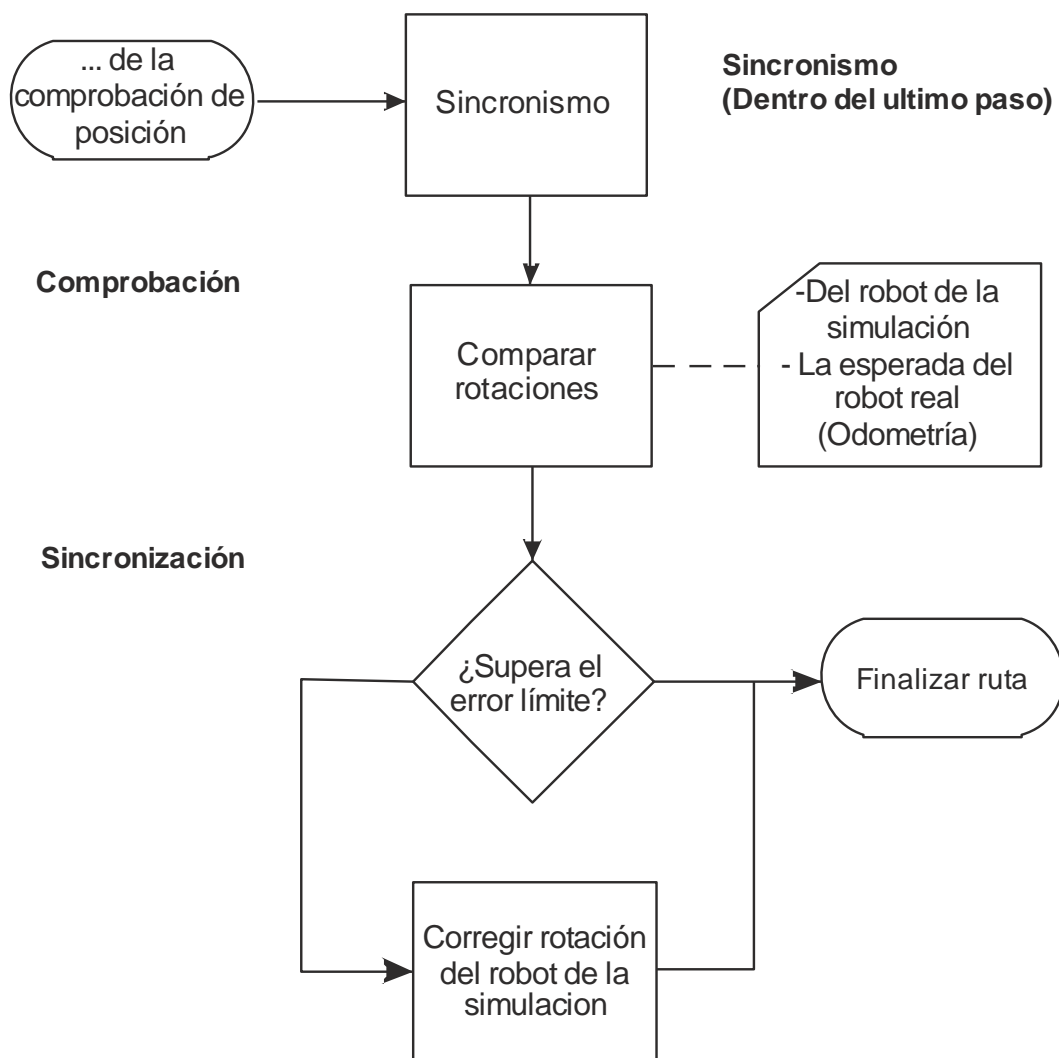 ... de la
comprobación de
posición
Sincronismo
Sincronismo
(Dentro del ultimo paso)
Comprobación
Comparar
rotaciones
-Del robot de la
simulación
- La esperada del
robot real
(Odometría)
Sincronización
¿Supera el
error límite?
Finalizar ruta
Corregir rotación
del robot de la
simulacion